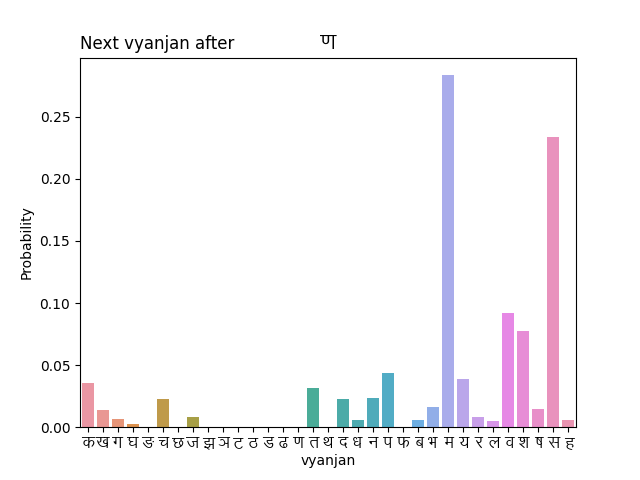 Next vyanjan after ण
0.25
0.20
0.15
0.10
0.05
0.00
Probability
क ख ग घ ङ च छ ज झ ञ ट ठ ड ढ ण त थ द ध न प फ ब भ म य र ल व श ष स ह
vyanjan